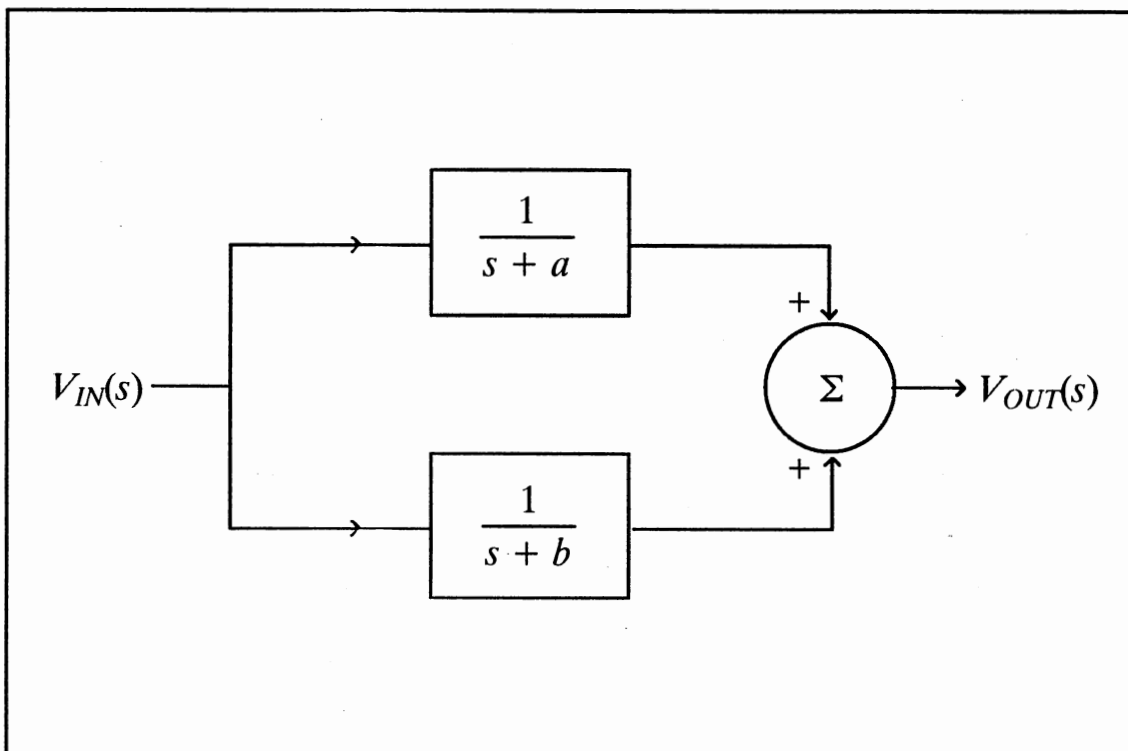 1
s + a
+
V_IN(s)
Σ
V_OUT(s)
+
1
s + b